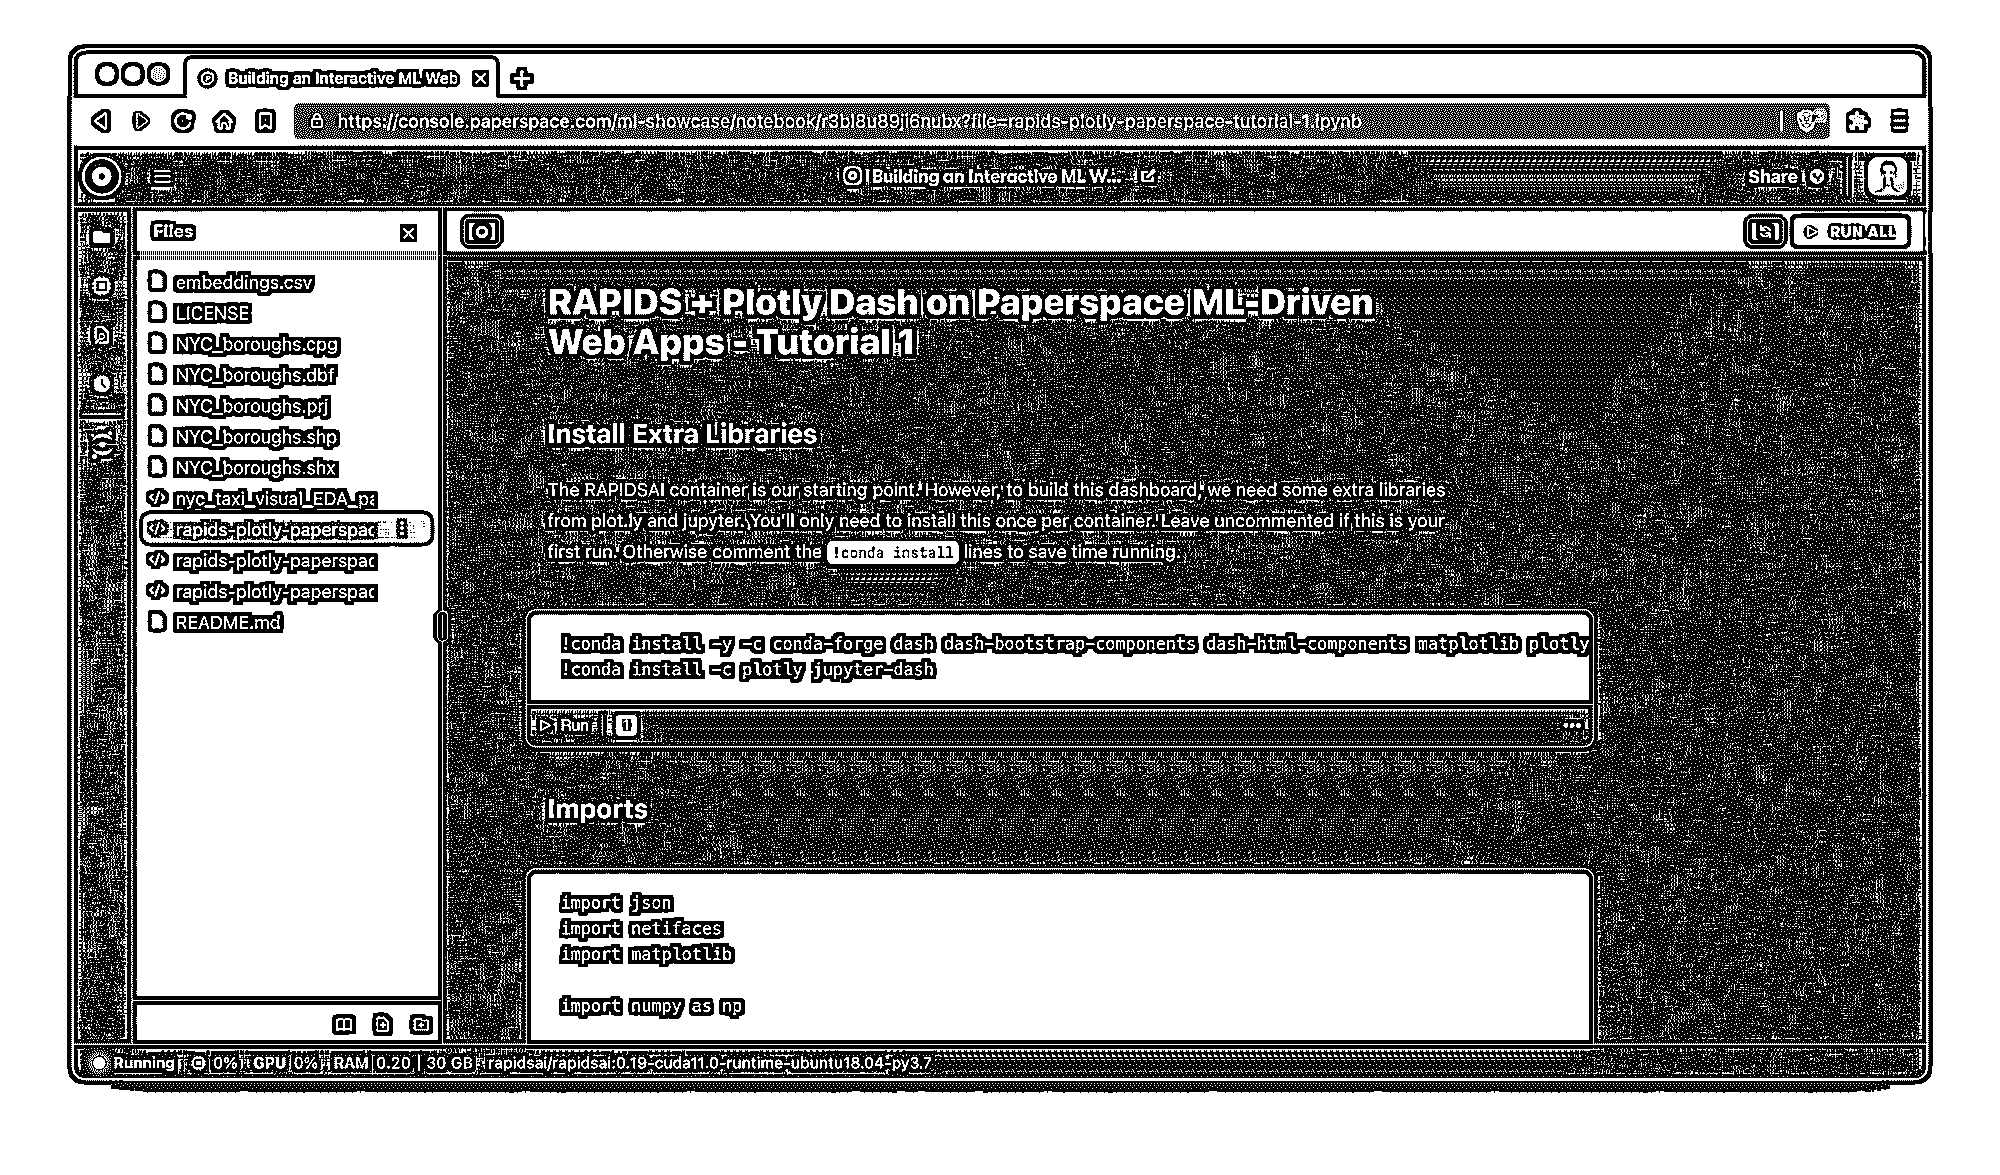 Building an Interactive ML Web
https://console.paperspace.com/ml-showcase/notebook/r3bl8u89jl6nubx?file=rapids-plotly-paperspace-tutorial-1.ipynb
Building an Interactive ML W...
Share
Files
RUN ALL
embeddings.csv
LICENSE
NYC_boroughs.cpg
NYC_boroughs.dbf
NYC_boroughs.prj
NYC_boroughs.shp
NYC_boroughs.shx
nyc_taxi_visual_EDA_pa
rapids-plotly-paperspac
rapids-plotly-paperspac
rapids-plotly-paperspac
README.md
RAPIDS + Plotly Dash on Paperspace ML-Driven
Web Apps - Tutorial 1
Install Extra Libraries
The RAPIDSAI container is our starting point. However, to build this dashboard, we need some extra libraries
from plot.ly and jupyter. You'll only need to install this once per container. Leave uncommented if this is your
first run. Otherwise comment the !conda install lines to save time running.
!conda install -y -c conda-forge dash dash-bootstrap-components dash-html-components matplotlib plotly
!conda install -c plotly jupyter-dash
Run 1
Imports
import json
import netifaces
import matplotlib
import numpy as np
Running 0% GPU 0% RAM 0.20 | 30 GB rapidsai/rapidsai:0.19-cuda11.0-runtime-ubuntu18.04-py3.7